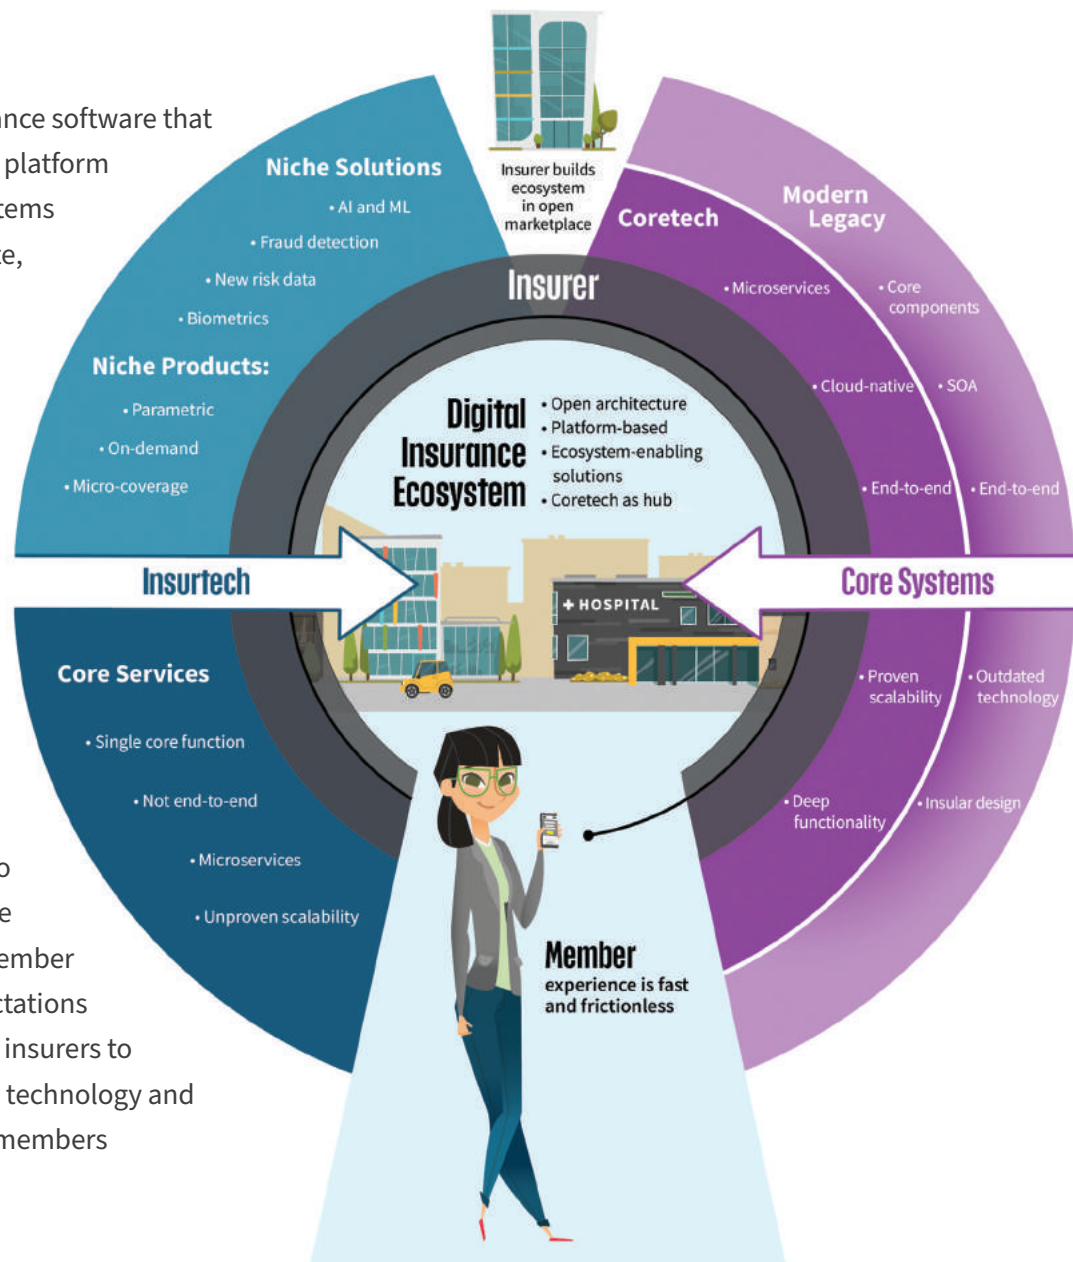 ance software that
platform
tems
e,
Niche Solutions
• AI and ML
• Fraud detection
• New risk data
• Biometrics
Niche Products:
• Parametric
• On-demand
• Micro-coverage
Insurer builds
ecosystem
in open
marketplace
Insurer
Coretech
• Microservices
• Cloud-native
• End-to-end
Modern
Legacy
• Core
components
• SOA
• End-to-end
Digital
Insurance
Ecosystem
• Open architecture
• Platform-based
• Ecosystem-enabling
solutions
• Coretech as hub
Insurtech
Core Systems
+ HOSPITAL
Core Services
• Single core function
• Not end-to-end
• Microservices
• Unproven scalability
• Proven
scalability
• Deep
functionality
• Outdated
technology
• Insular design
Member
experience is fast
and frictionless
o
e
ember
ctations
insurers to
technology and
members